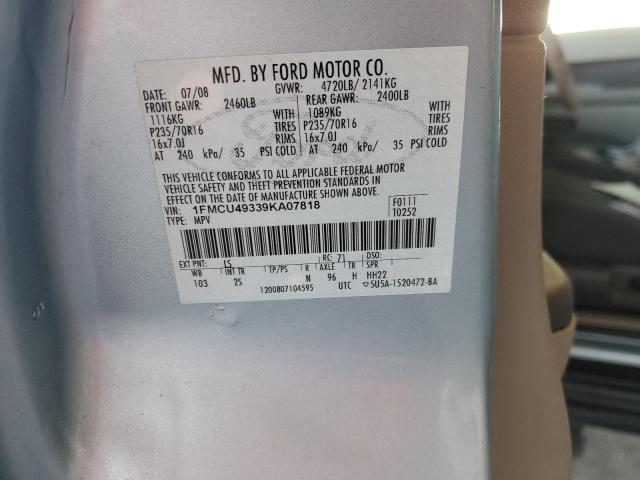 MFD. BY FORD MOTOR CO.
DATE: 07/08 GVWR: 4720LB/ 2141KG
FRONT GAWR: 2460LB REAR GAWR: 2400LB
1116KG WITH 1089KG WITH
P235/70R16 TIRES P235/70R16 TIRES
16x7.0J RIMS 16x7.0J RIMS
AT 240 kPa/ 35 PSI COLD AT 240 kPa/ 35 PSI COLD
THIS VEHICLE CONFORMS TO ALL APPLICABLE FEDERAL MOTOR
VEHICLE SAFETY AND THEFT PREVENTION STANDARDS IN
EFFECT ON THE DATE OF MANUFACTURE SHOWN ABOVE.
VIN: 1FMCU49339KA07818 F0111
TYPE: MPV T0252
EXT PNT: LS RC: 71 DSO:
WB INT TR TP/PS R AXLE TR SPR
103 2S N 96 H HH22
1200807104595 UTC ▽5U5A-1520472-BA